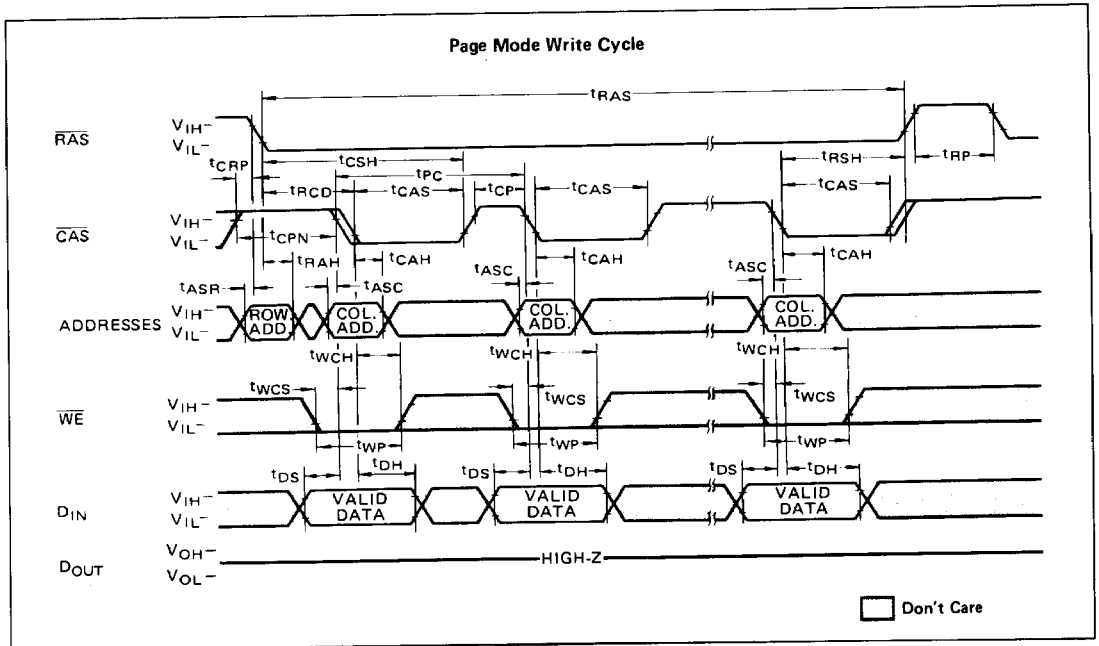 Page Mode Write Cycle
tRAS
RAS VIH-
VIL-
tCRP
tCSH
tRSH
tRP
tPC
tRCD
tCAS
tCP
tCAS
tCAS
CAS VIH-
VIL-
tCPN
tRAH
tCAH
tCAH
tCAH
tASR
tASC
tASC
tASC
ADDRESSES VIH-
VIL-
ROW ADD.
COL. ADD.
COL. ADD.
COL. ADD.
tWCH
tWCH
tWCH
tWCS
tWCS
tWCS
WE VIH-
VIL-
tWP
tWP
tWP
tDS
tDH
tDS
tDH
tDS
tDH
DIN VIH-
VIL-
VALID DATA
VALID DATA
VALID DATA
DOUT VOH-
VOL-
HIGH-Z
Don't Care